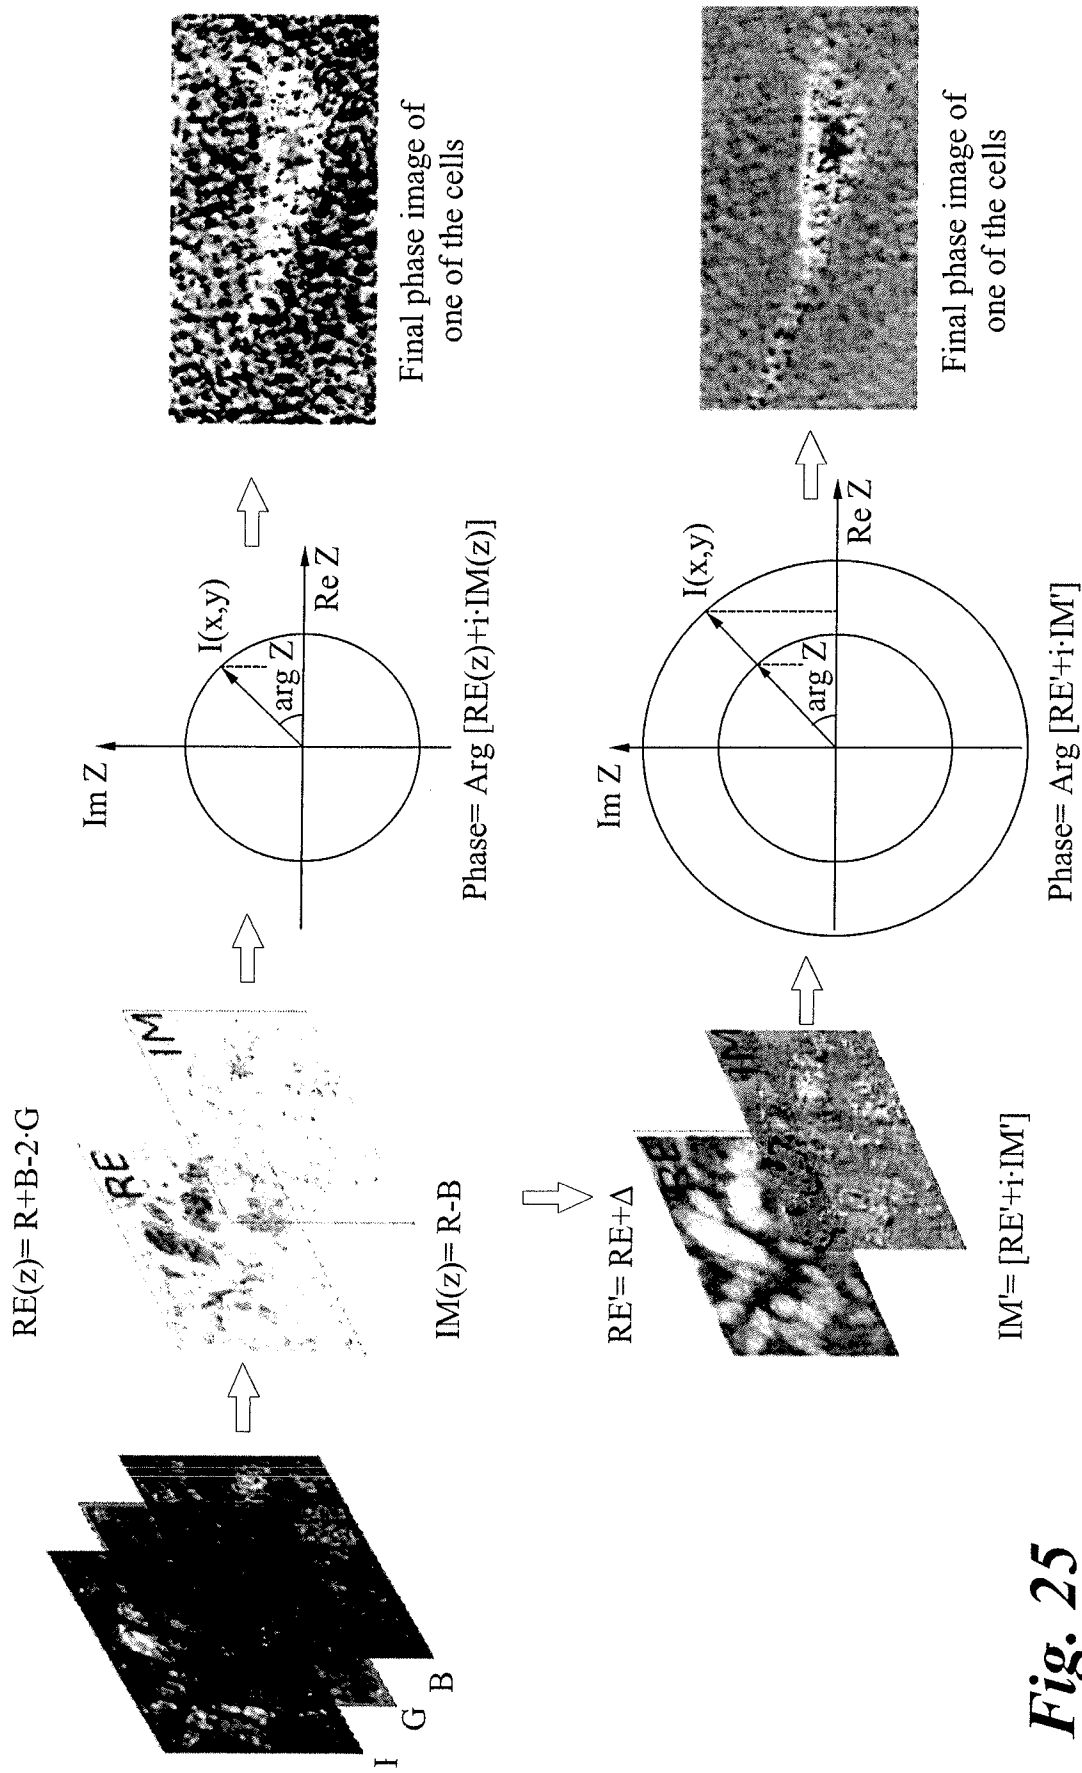 RE(z)= R+B-2·G
RE
IM
I
G
B
IM(z)= R-B
Im Z
I(x,y)
arg Z
Re Z
Phase= Arg [RE(z)+i·IM(z)]
Final phase image of
one of the cells
RE'= RE+Δ
RE
IM
IM'= [RE'+i·IM']
Im Z
I(x,y)
arg Z
Re Z
Phase= Arg [RE'+i·IM']
Final phase image of
one of the cells
Fig. 25